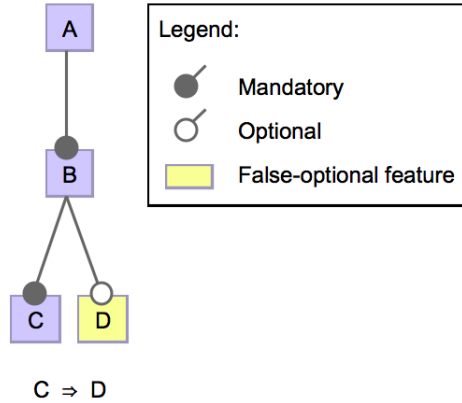 A
B
C
D
C ⇒ D
Legend:
Mandatory
Optional
False-optional feature